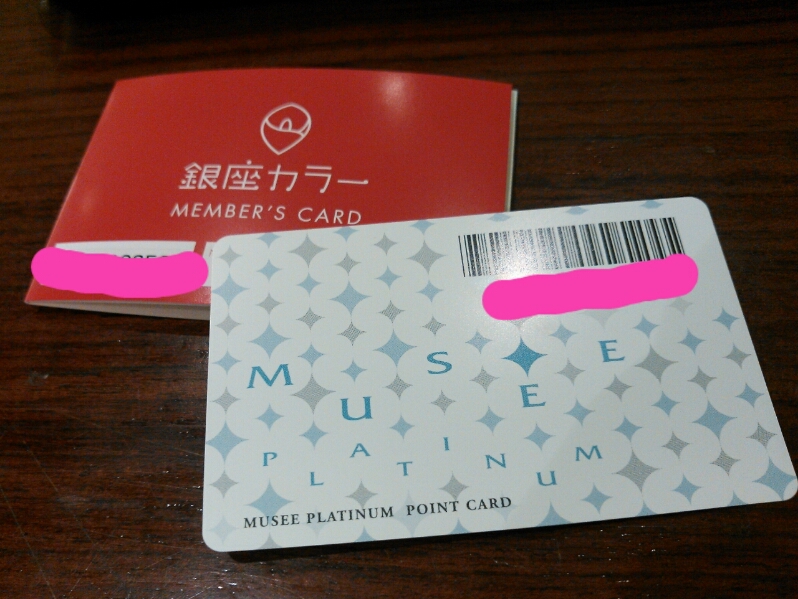 銀座カラー
MEMBER'S CARD
MUSEE
PLATINUM
MUSEE PLATINUM POINT CARD